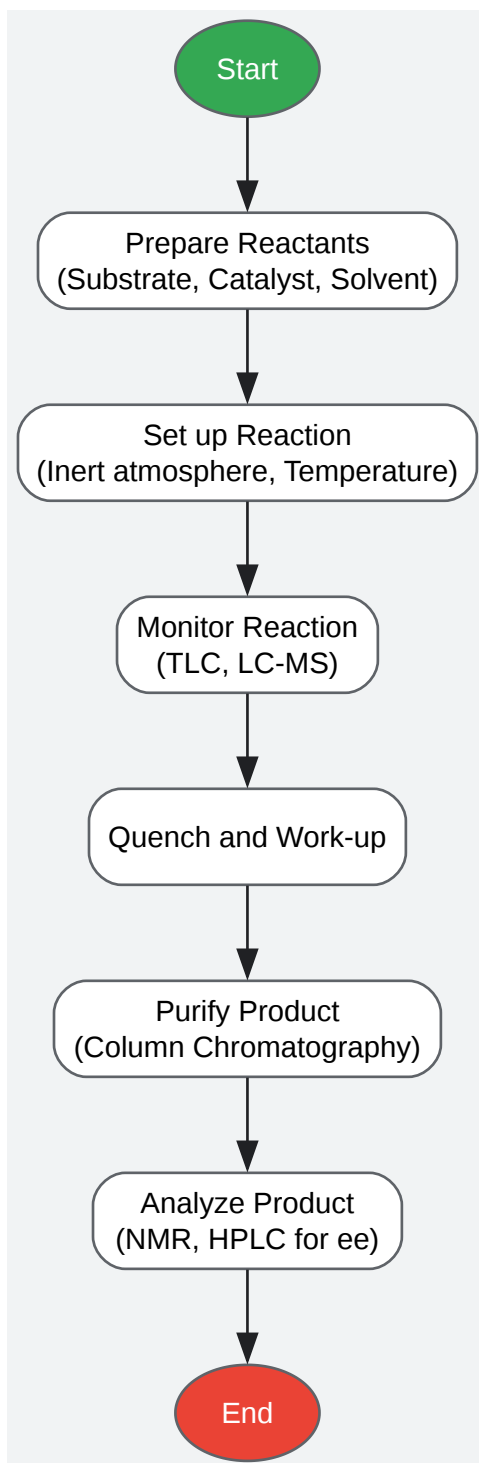 Start
Prepare Reactants
(Substrate, Catalyst, Solvent)
Set up Reaction
(Inert atmosphere, Temperature)
Monitor Reaction
(TLC, LC-MS)
Quench and Work-up
Purify Product
(Column Chromatography)
Analyze Product
(NMR, HPLC for ee)
End